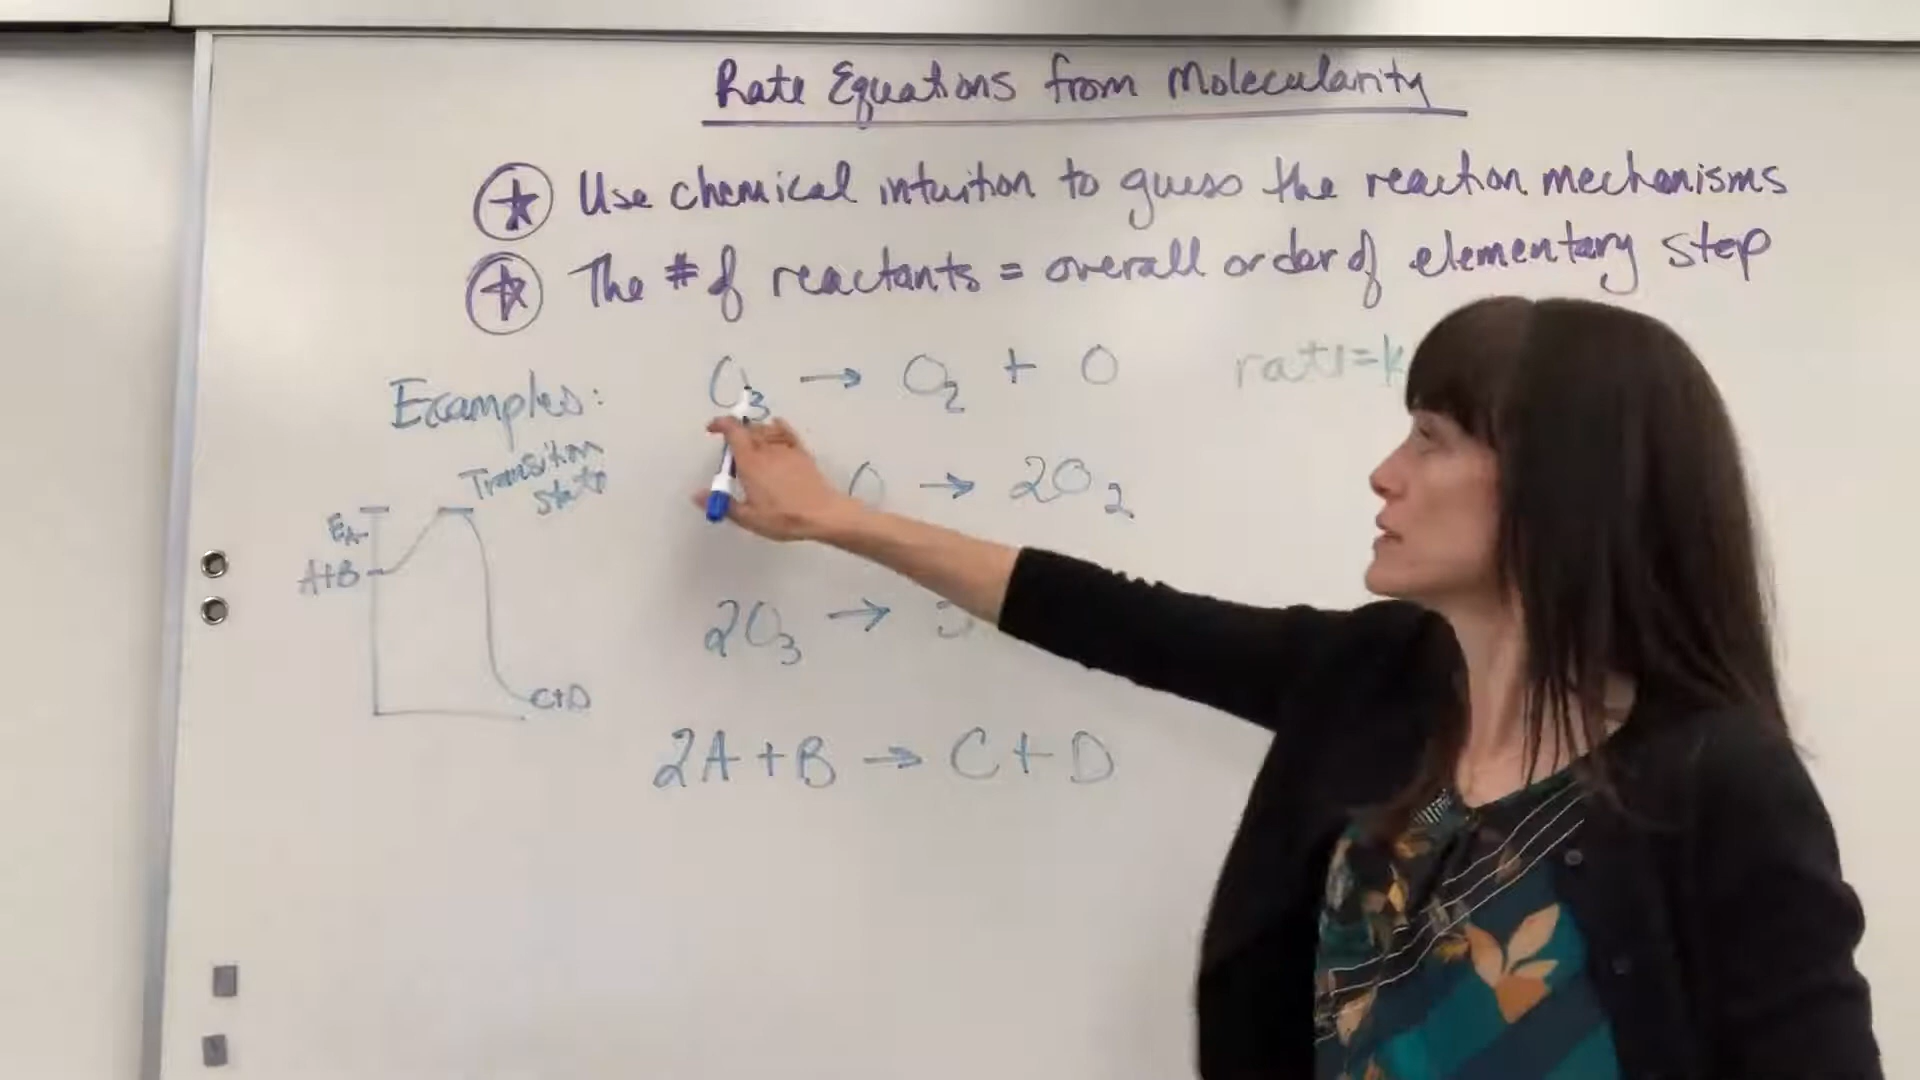 Rate Equations from Molecularity
Use chemical intuition to guess the reaction mechanisms
The # of reactants = overall order of elementary step
Examples:
O3 → O2 + O
O → 2O2
2O3 →
2A + B → C + D
Transition
State
EA
A+B
C+D